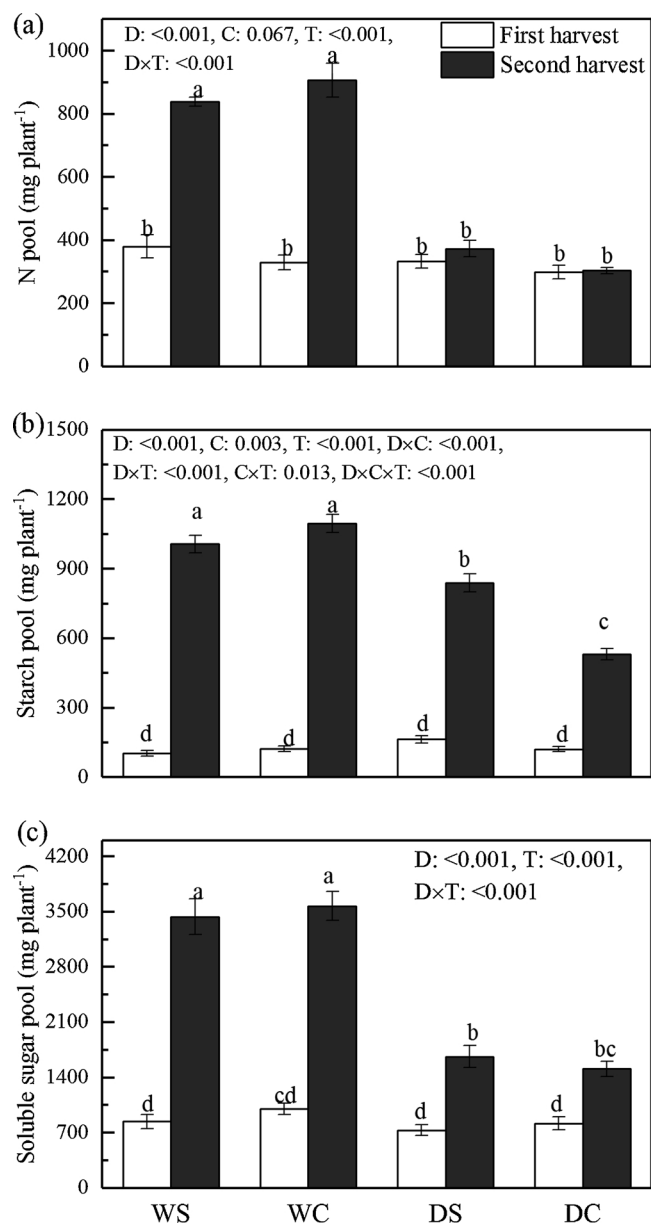 (a)
D: <0.001, C: 0.067, T: <0.001,
D×T: <0.001
First harvest
Second harvest
N pool (mg plant⁻¹)
1000
800
600
400
200
0
b
a
b
a
b
b
b
b
(b)
D: <0.001, C: 0.003, T: <0.001, D×C: <0.001,
D×T: <0.001, C×T: 0.013, D×C×T: <0.001
Starch pool (mg plant⁻¹)
1500
1200
900
600
300
0
d
a
d
a
d
b
d
c
(c)
D: <0.001, T: <0.001,
D×T: <0.001
Soluble sugar pool (mg plant⁻¹)
4200
3500
2800
2100
1400
700
0
d
a
cd
a
d
b
d
bc
WS
WC
DS
DC